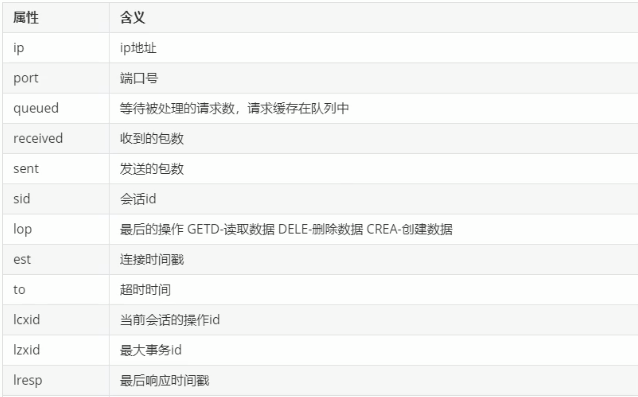 属性 含义
ip ip地址
port 端口号
queued 等待被处理的请求数，请求缓存在队列中
received 收到的包数
sent 发送的包数
sid 会话id
lop 最后的操作 GETD-读取数据 DELE-删除数据 CREA-创建数据
est 连接时间戳
to 超时时间
lcxid 当前会话的操作id
lzxid 最大事务id
lresp 最后响应时间戳